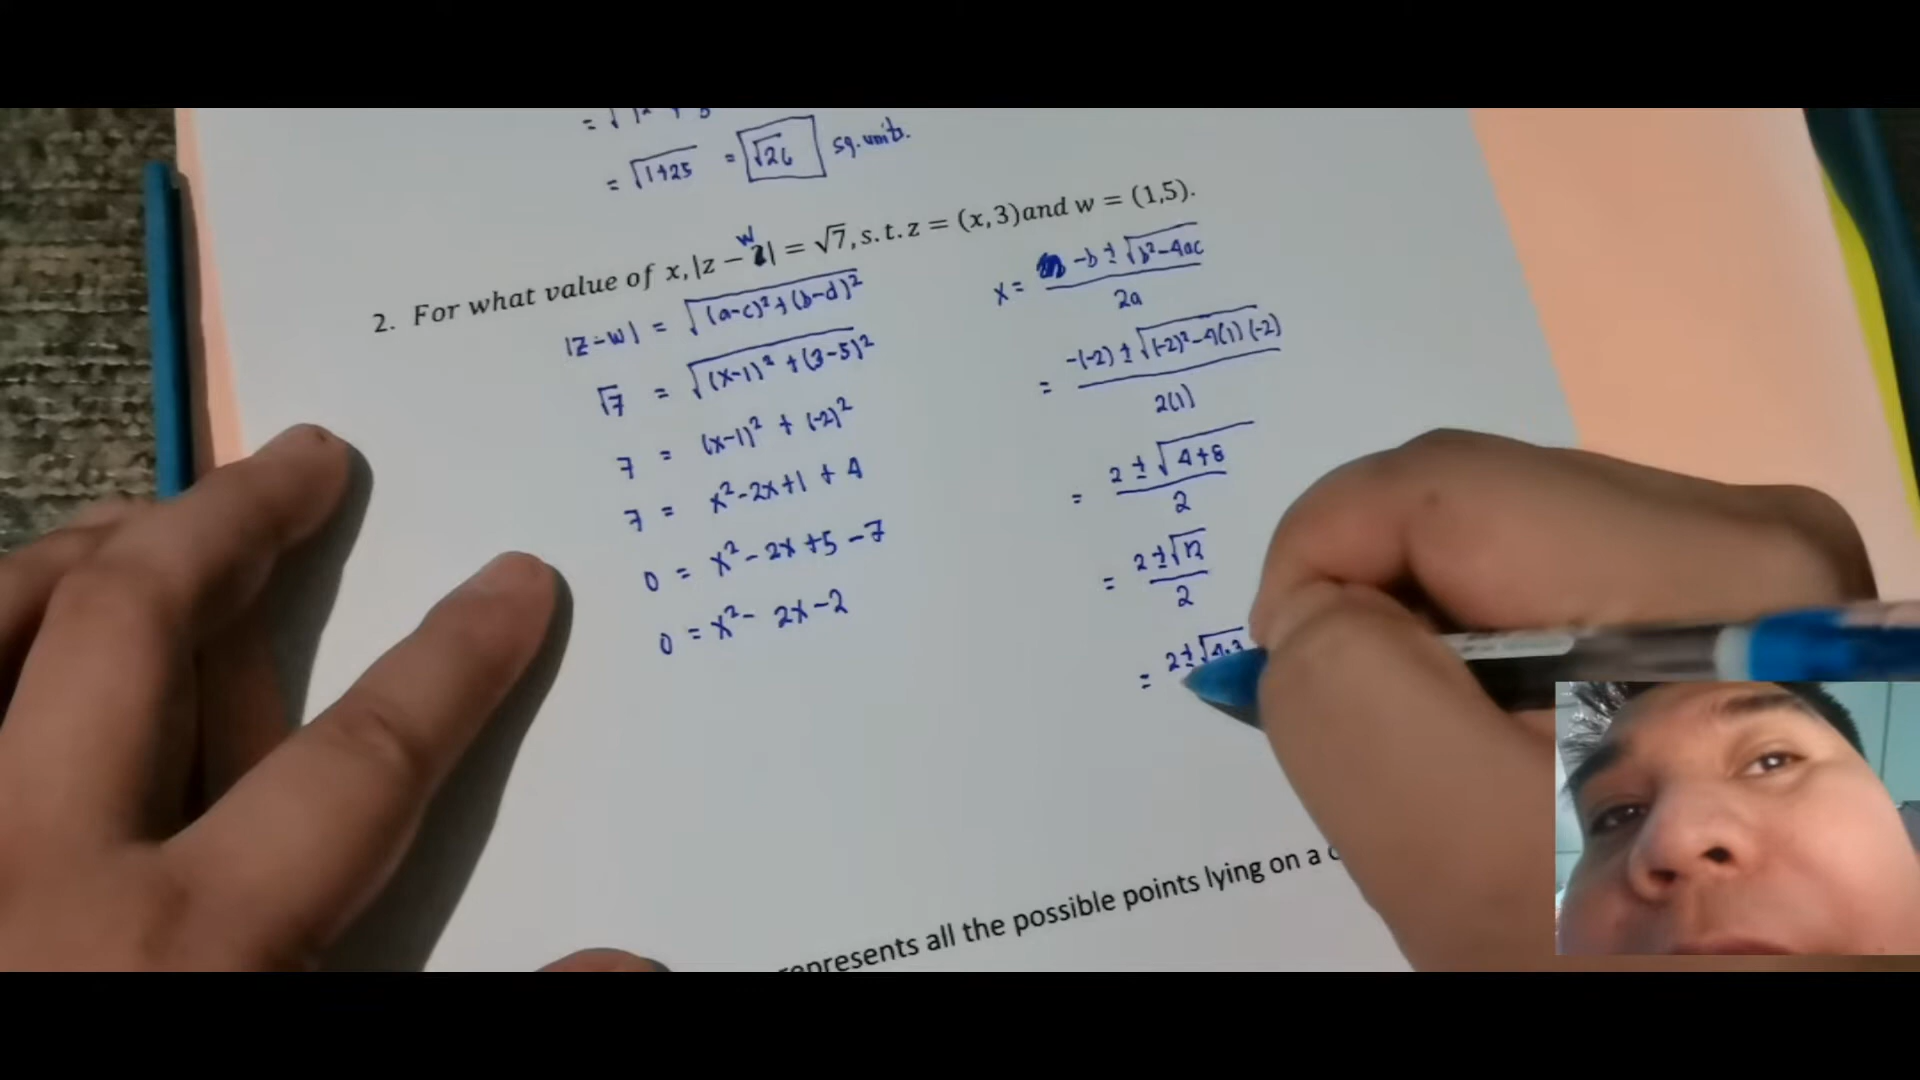 = √1+25 = √26 sq. units.
2. For what value of x, |z − w| = √7, s.t. z = (x, 3) and w = (1,5).
|z-w| = √(a-c)² + (b-d)²
√7 = √(x-1)² + (3-5)²
7 = (x-1)² + (-2)²
7 = x²-2x+1 + 4
0 = x² - 2x + 5 - 7
0 = x² - 2x - 2
x = -b ± √b²-4ac
2a
= -(-2) ± √(-2)²-4(1)(-2)
2(1)
= 2 ± √4+8
2
= 2 ± √12
2
= 2 ± √4·3
all the possible points lying on a